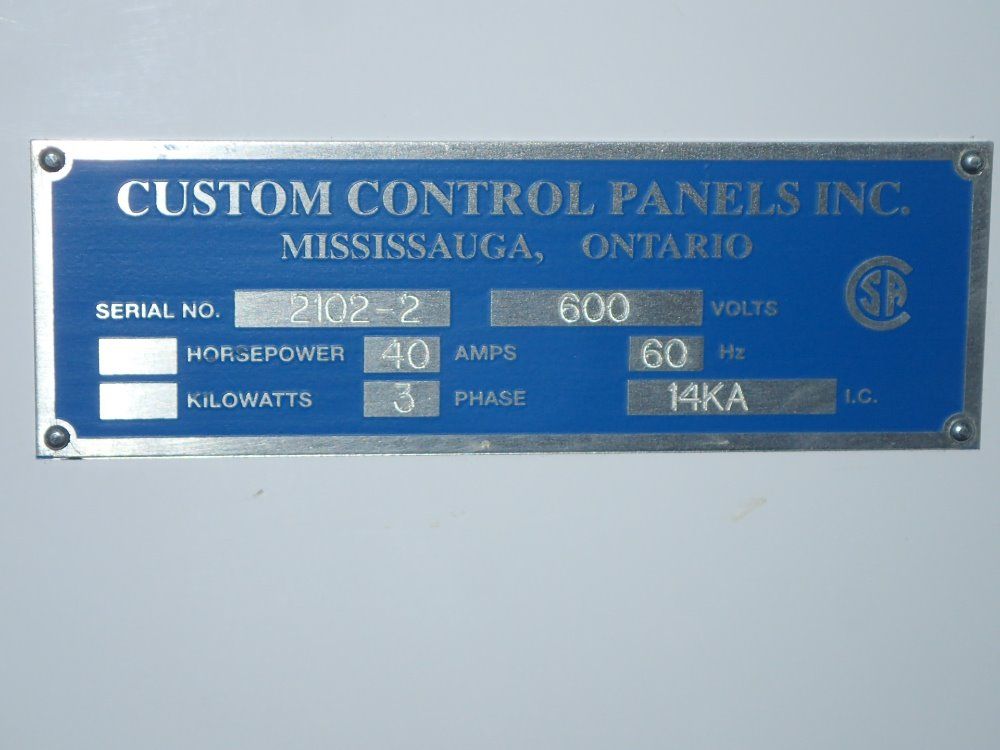 CUSTOM CONTROL PANELS INC.
MISSISSAUGA, ONTARIO
SERIAL NO. 2102-2 600 VOLTS
HORSEPOWER 40 AMPS 60 Hz
KILOWATTS 3 PHASE 14KA I.C.
CSA